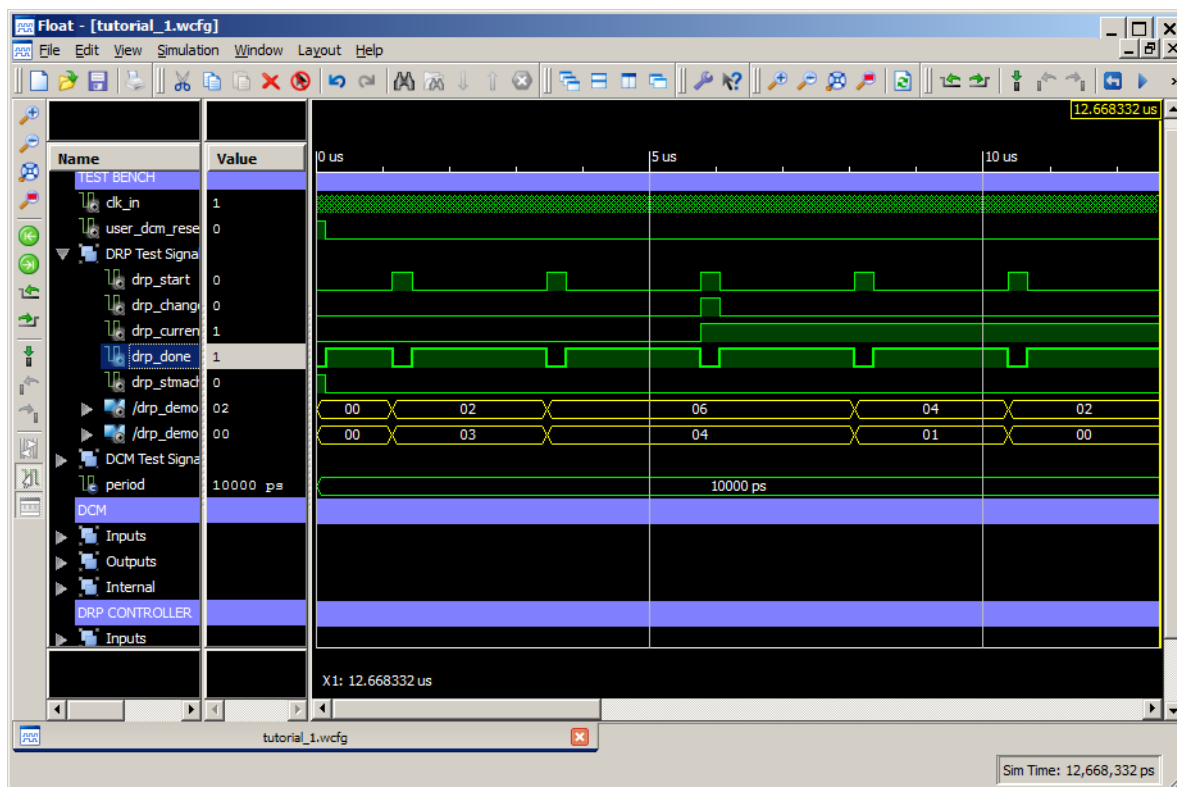 Float - [tutorial_1.wcfg]
File Edit View Simulation Window Layout Help
12.668332 us
Name Value 0 us 5 us 10 us
TEST BENCH
clk_in 1
user_dcm_rese 0
DRP Test Signa
drp_start 0
drp_chang 0
drp_curren 1
drp_done 1
drp_stmach 0
/drp_demo 02 00 02 06 04 02
/drp_demo 00 00 03 04 01 00
DCM Test Signa
period 10000 ps 10000 ps
DCM
Inputs
Outputs
Internal
DRP CONTROLLER
Inputs
X1: 12.668332 us
tutorial_1.wcfg
Sim Time: 12,668,332 ps